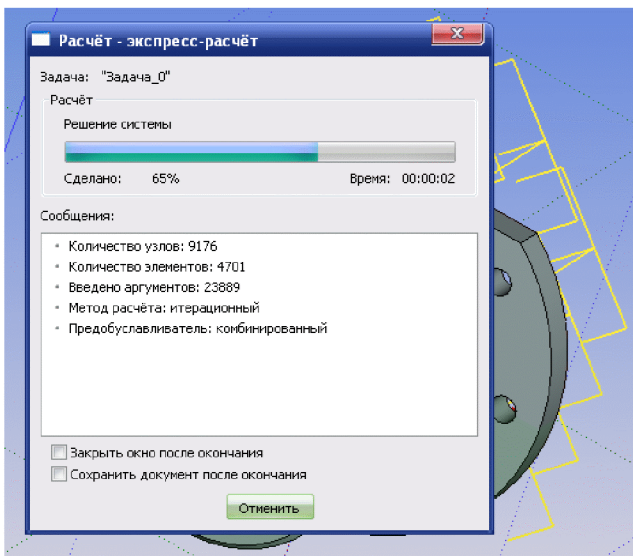 Расчёт - экспресс-расчёт
Задача: "Задача_0"
Расчёт
Решение системы
Сделано: 65% Время: 00:00:02
Сообщения:
Количество узлов: 9176
Количество элементов: 4701
Введено аргументов: 23889
Метод расчёта: итерационный
Предобуславливатель: комбинированный
Закрыть окно после окончания
Сохранить документ после окончания
Отменить